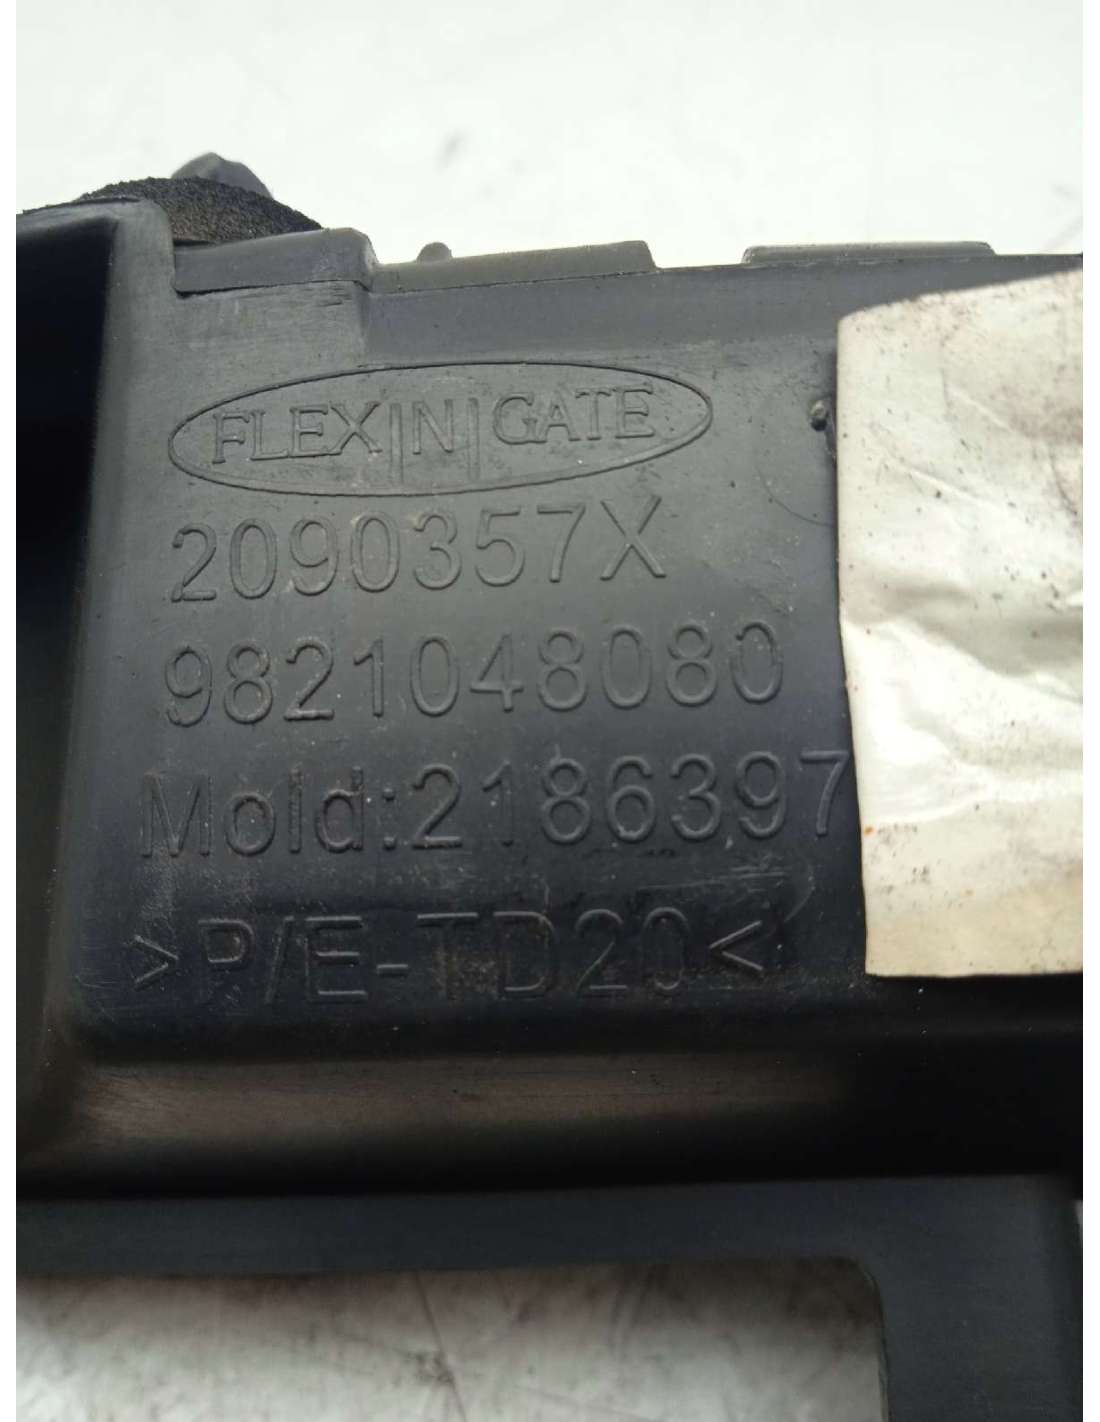 FLEX|N|GATE
2090357X
9821048080
Mold:2186397
>P/E-TD20<